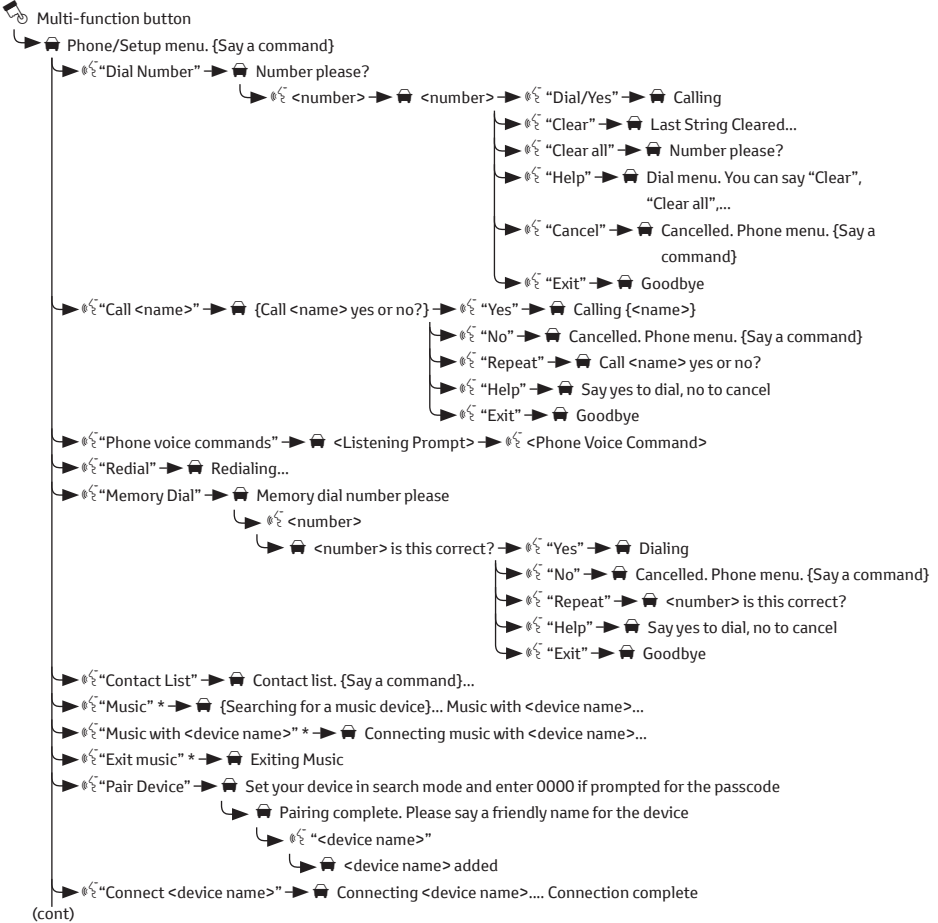 Multi-function button
Phone/Setup menu. {Say a command}
“Dial Number” Number please?
<number> <number> “Dial/Yes” Calling
“Clear” Last String Cleared...
“Clear all” Number please?
“Help” Dial menu. You can say “Clear”,
“Clear all”,...
“Cancel” Cancelled. Phone menu. {Say a
command}
“Exit” Goodbye
“Call <name>” {Call <name> yes or no?} “Yes” Calling {<name>}
“No” Cancelled. Phone menu. {Say a command}
“Repeat” Call <name> yes or no?
“Help” Say yes to dial, no to cancel
“Exit” Goodbye
“Phone voice commands” <Listening Prompt> <Phone Voice Command>
“Redial” Redialing...
“Memory Dial” Memory dial number please
<number>
<number> is this correct? “Yes” Dialing
“No” Cancelled. Phone menu. {Say a command}
“Repeat” <number> is this correct?
“Help” Say yes to dial, no to cancel
“Exit” Goodbye
“Contact List” Contact list. {Say a command}...
“Music” * {Searching for a music device}... Music with <device name>...
“Music with <device name>” * Connecting music with <device name>...
“Exit music” * Exiting Music
“Pair Device” Set your device in search mode and enter 0000 if prompted for the passcode
Pairing complete. Please say a friendly name for the device
“<device name>”
<device name> added
“Connect <device name>” Connecting <device name>.... Connection complete
(cont)